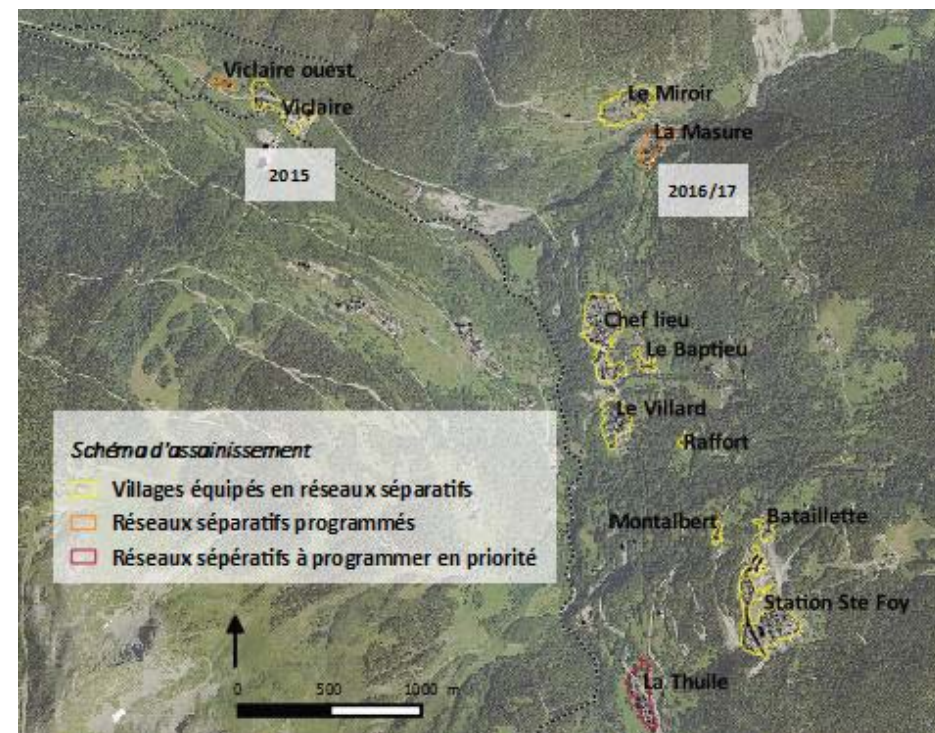 Viclaire ouest
Le Miroir
Viclaire
La Masure
2015
2016/17
Chef lieu
Le Baptieu
Le Villard
Raffort
Schéma d'assainissement
Villages équipés en réseaux séparatifs
Réseaux séparatifs programmés
Réseaux sépératifs à programmer en priorité
Montalbert
Bataillette
Station Ste Foy
La Thuile
0 500 1000 m